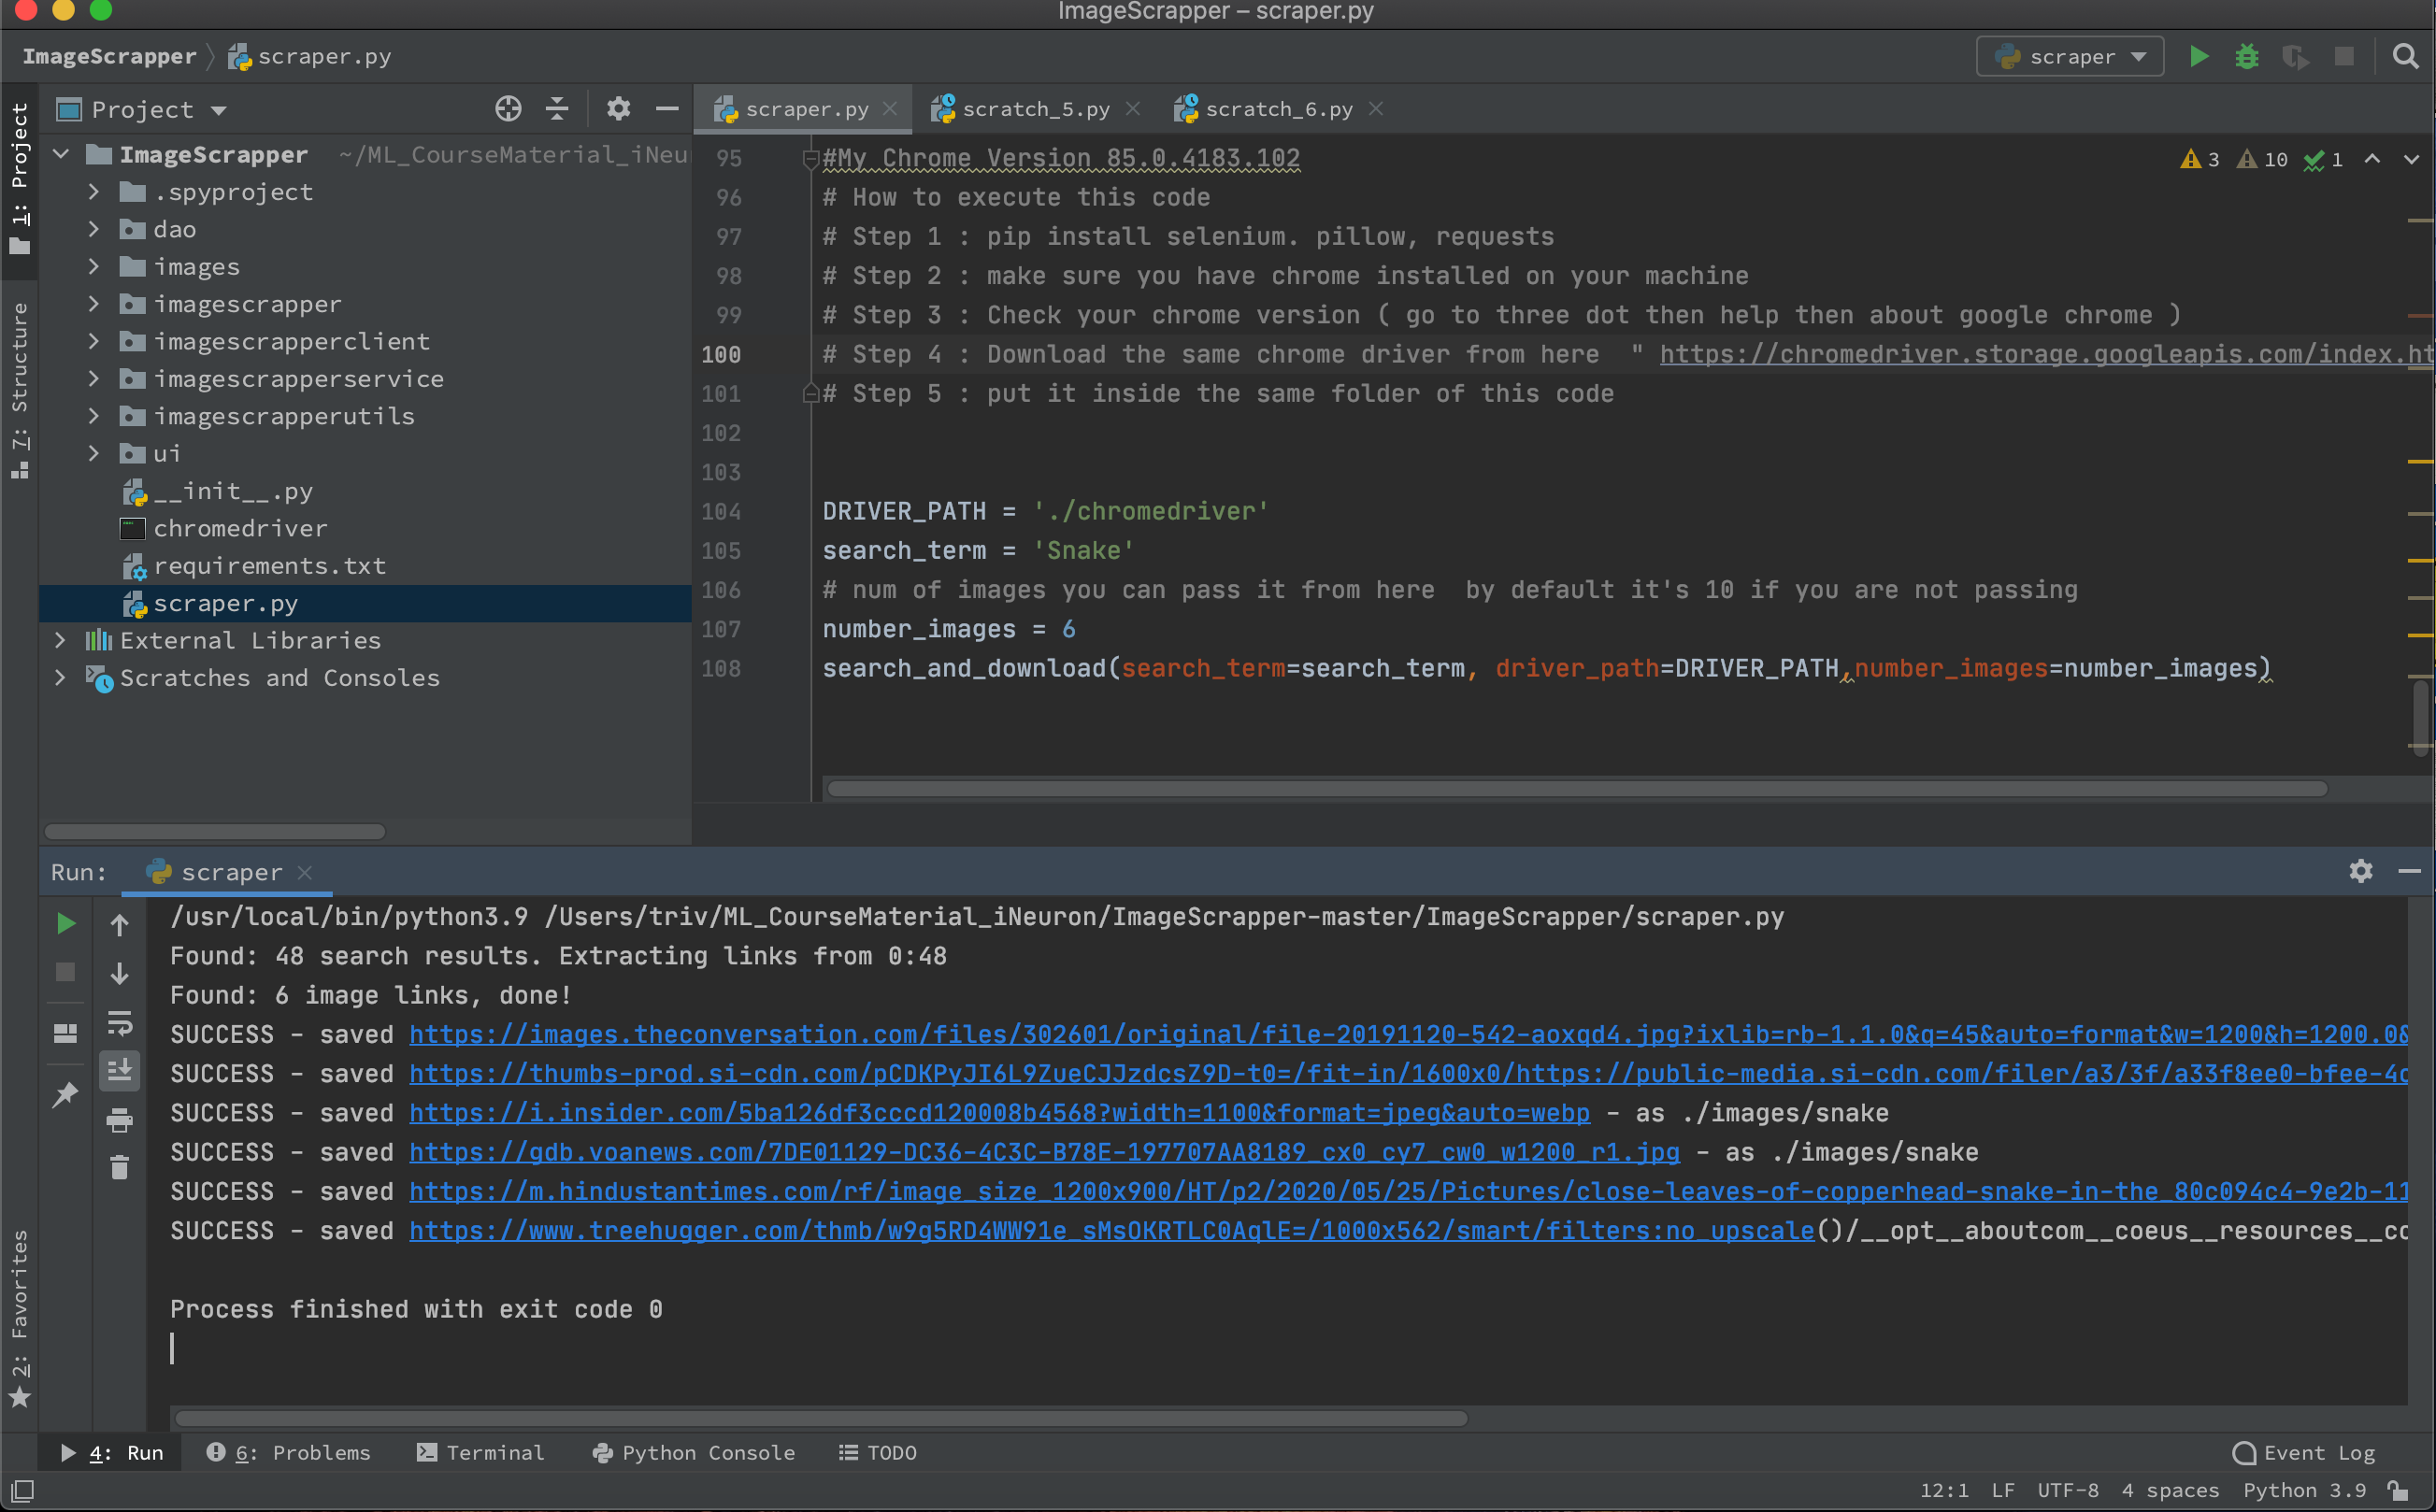 ImageScrapper – scraper.py
ImageScrapper scraper.py
scraper
Project
scraper.py
scratch_5.py
scratch_6.py
1: Project
7: Structure
2: Favorites
ImageScrapper ~/ML_CourseMaterial_iNeu
.spyproject
dao
images
imagescrapper
imagescrapperclient
imagescrapperservice
imagescrapperutils
ui
__init__.py
chromedriver
requirements.txt
scraper.py
External Libraries
Scratches and Consoles
3 10 1
95 #My Chrome Version 85.0.4183.102
96 # How to execute this code
97 # Step 1 : pip install selenium. pillow, requests
98 # Step 2 : make sure you have chrome installed on your machine
99 # Step 3 : Check your chrome version ( go to three dot then help then about google chrome )
100 # Step 4 : Download the same chrome driver from here " https://chromedriver.storage.googleapis.com/index.ht
101 # Step 5 : put it inside the same folder of this code
102
103
104 DRIVER_PATH = './chromedriver'
105 search_term = 'Snake'
106 # num of images you can pass it from here by default it's 10 if you are not passing
107 number_images = 6
108 search_and_download(search_term=search_term, driver_path=DRIVER_PATH,number_images=number_images)
Run: scraper
/usr/local/bin/python3.9 /Users/triv/ML_CourseMaterial_iNeuron/ImageScrapper-master/ImageScrapper/scraper.py
Found: 48 search results. Extracting links from 0:48
Found: 6 image links, done!
SUCCESS - saved https://images.theconversation.com/files/302601/original/file-20191120-542-aoxqd4.jpg?ixlib=rb-1.1.0&q=45&auto=format&w=1200&h=1200.0&
SUCCESS - saved https://thumbs-prod.si-cdn.com/pCDKPyJI6L9ZueCJJzdcsZ9D-t0=/fit-in/1600x0/https://public-media.si-cdn.com/filer/a3/3f/a33f8ee0-bfee-4c
SUCCESS - saved https://i.insider.com/5ba126df3cccd120008b4568?width=1100&format=jpeg&auto=webp - as ./images/snake
SUCCESS - saved https://gdb.voanews.com/7DE01129-DC36-4C3C-B78E-197707AA8189_cx0_cy7_cw0_w1200_r1.jpg - as ./images/snake
SUCCESS - saved https://m.hindustantimes.com/rf/image_size_1200x900/HT/p2/2020/05/25/Pictures/close-leaves-of-copperhead-snake-in-the_80c094c4-9e2b-11
SUCCESS - saved https://www.treehugger.com/thmb/w9g5RD4WW91e_sMsOKRTLC0AqlE=/1000x562/smart/filters:no_upscale()/__opt__aboutcom__coeus__resources__co
Process finished with exit code 0
4: Run 6: Problems Terminal Python Console TODO Event Log
12:1 LF UTF-8 4 spaces Python 3.9